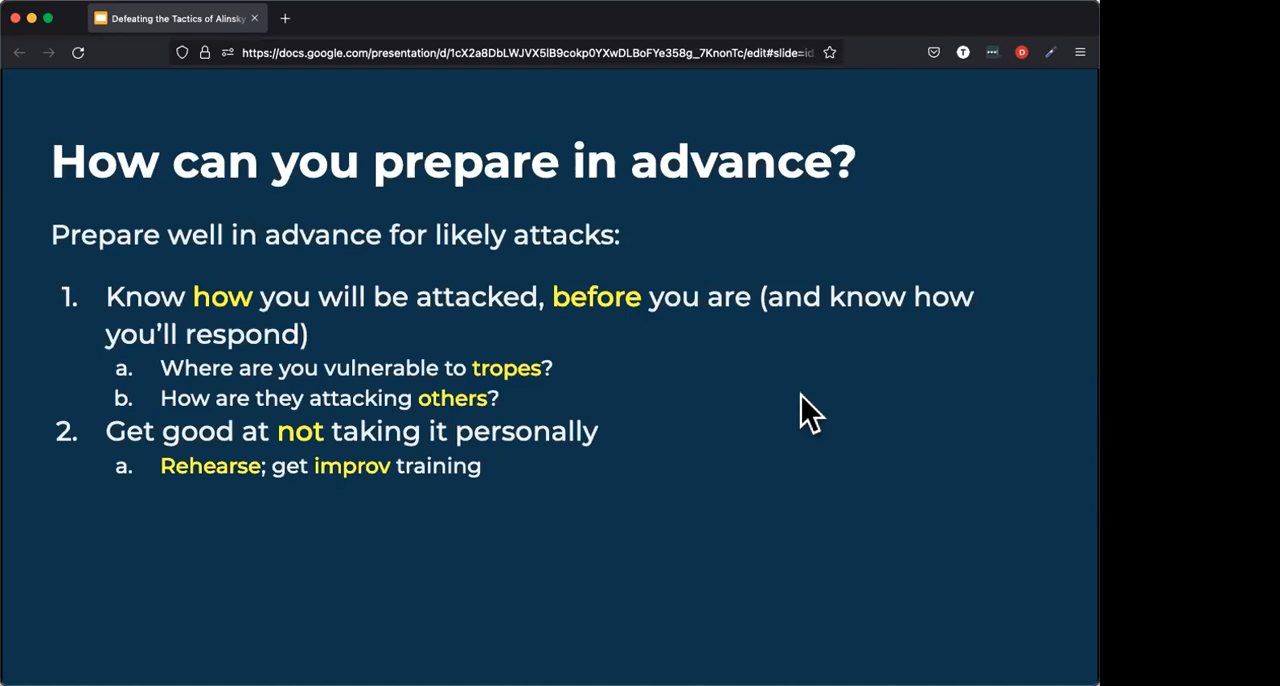 Defeating the Tactics of Alinsky
https://docs.google.com/presentation/d/1cX2a8DbLWJVX5IB9cokp0YXwDLBoFYe358g_7KnonTc/edit#slide=id
T
D
How can you prepare in advance?
Prepare well in advance for likely attacks:
1. Know how you will be attacked, before you are (and know how
you'll respond)
a. Where are you vulnerable to tropes?
b. How are they attacking others?
2. Get good at not taking it personally
a. Rehearse; get improv training